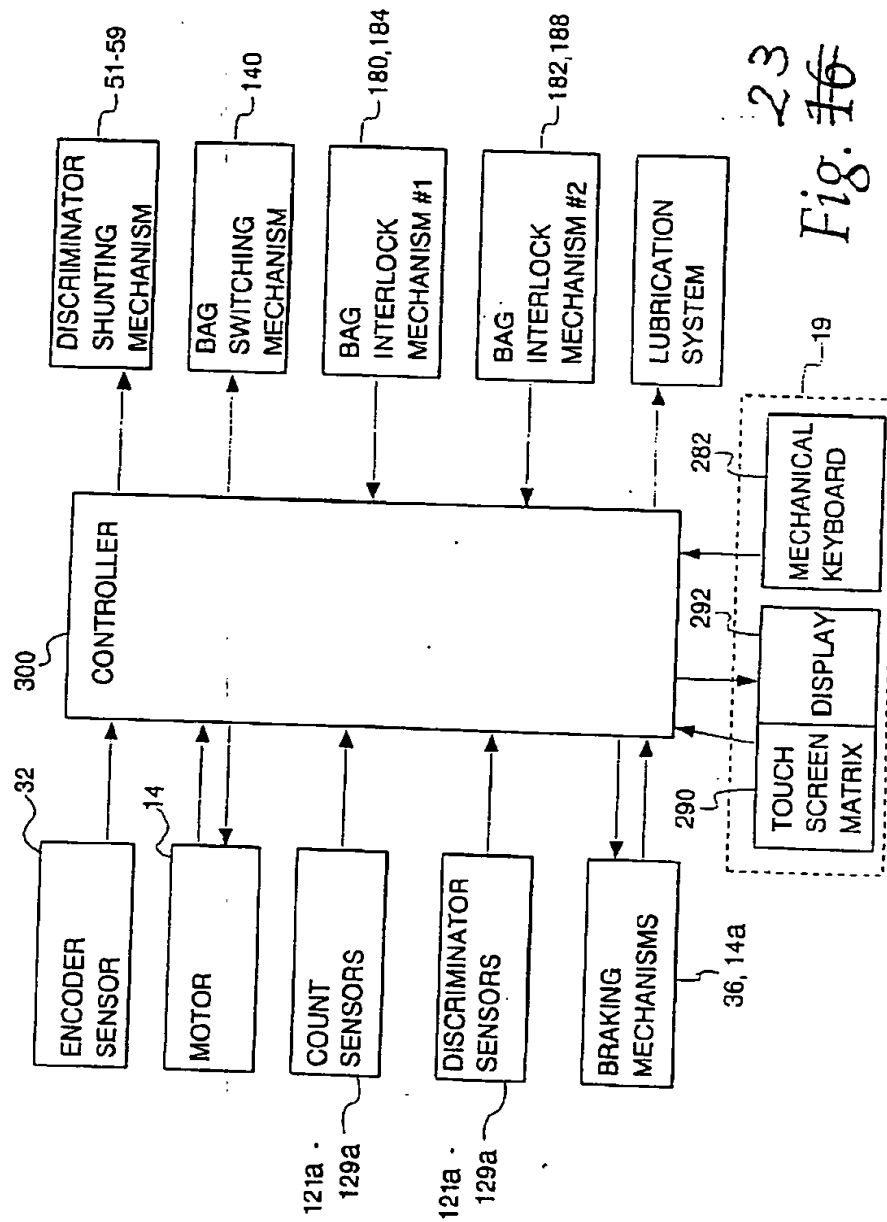 32
ENCODER
SENSOR
14
MOTOR
121a -
129a
COUNT
SENSORS
121a -
129a
DISCRIMINATOR
SENSORS
BRAKING
MECHANISMS
36, 14a
300
CONTROLLER
DISCRIMINATOR
SHUNTING
MECHANISM
51-59
BAG
SWITCHING
MECHANISM
140
BAG
INTERLOCK
MECHANISM #1
180,184
BAG
INTERLOCK
MECHANISM #2
182,188
LUBRICATION
SYSTEM
290
TOUCH
SCREEN
MATRIX
292
DISPLAY
282
MECHANICAL
KEYBOARD
19
23
Fig. 16